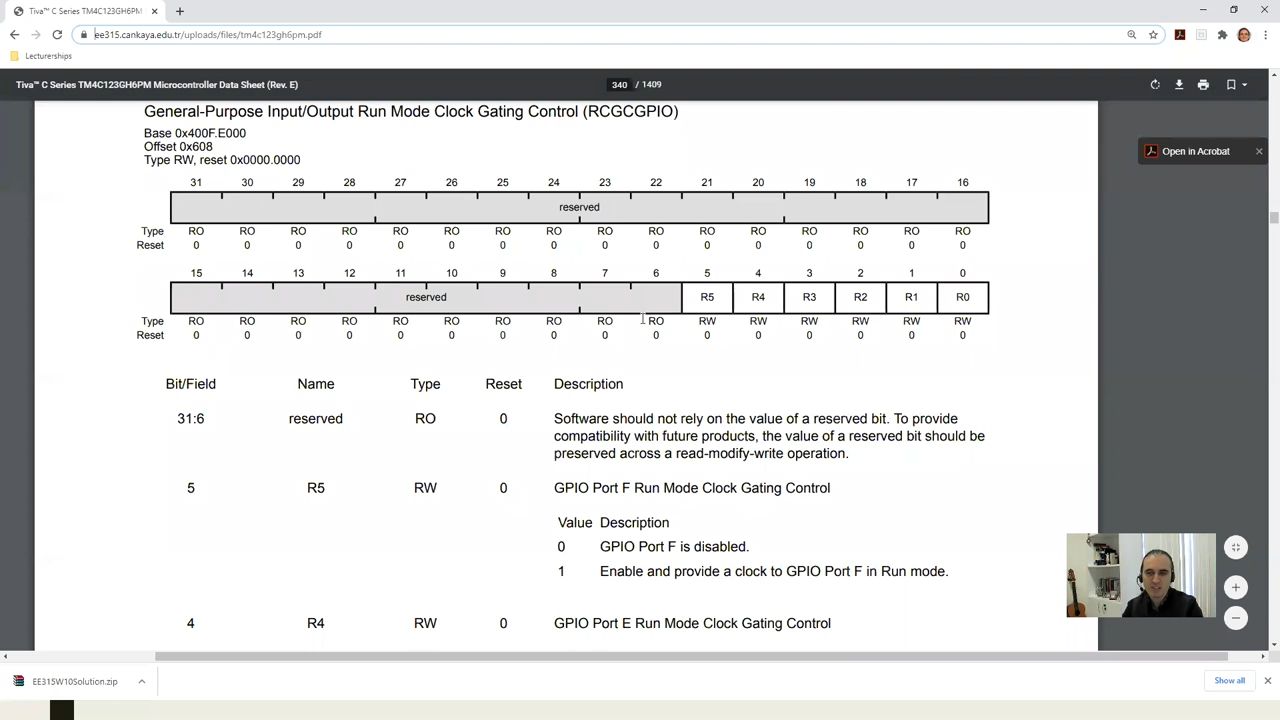 Tiva™ C Series TM4C123GH6PM
ee315.cankaya.edu.tr/uploads/files/tm4c123gh6pm.pdf
Lecturerships
Tiva™ C Series TM4C123GH6PM Microcontroller Data Sheet (Rev. E)
340 / 1409
Open in Acrobat
General-Purpose Input/Output Run Mode Clock Gating Control (RCGCGPIO)
Base 0x400F.E000
Offset 0x608
Type RW, reset 0x0000.0000
31 30 29 28 27 26 25 24 23 22 21 20 19 18 17 16
reserved
Type RO RO RO RO RO RO RO RO RO RO RO RO RO RO RO RO
Reset 0 0 0 0 0 0 0 0 0 0 0 0 0 0 0 0
15 14 13 12 11 10 9 8 7 6 5 4 3 2 1 0
reserved R5 R4 R3 R2 R1 R0
Type RO RO RO RO RO RO RO RO RO RO RW RW RW RW RW RW
Reset 0 0 0 0 0 0 0 0 0 0 0 0 0 0 0 0
Bit/Field Name Type Reset Description
31:6 reserved RO 0 Software should not rely on the value of a reserved bit. To provide
compatibility with future products, the value of a reserved bit should be
preserved across a read-modify-write operation.
5 R5 RW 0 GPIO Port F Run Mode Clock Gating Control
Value Description
0 GPIO Port F is disabled.
1 Enable and provide a clock to GPIO Port F in Run mode.
4 R4 RW 0 GPIO Port E Run Mode Clock Gating Control
EE315W10Solution.zip
Show all